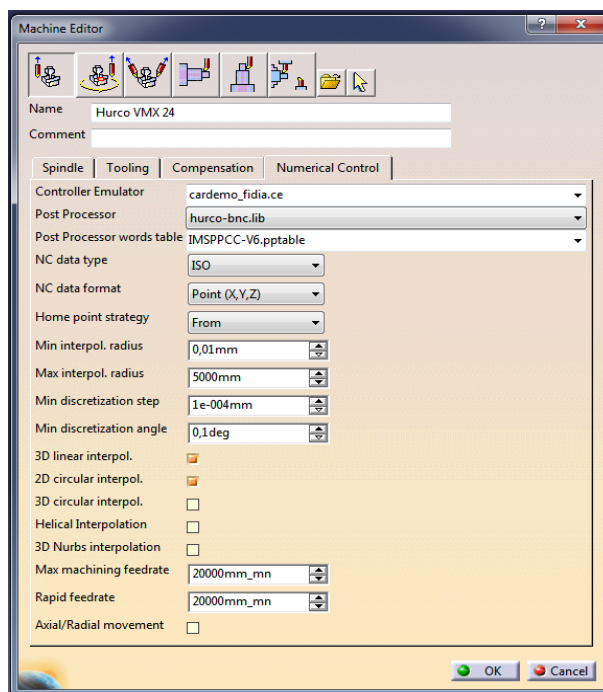 Machine Editor
Name Hurco VMX 24
Comment
Spindle Tooling Compensation Numerical Control
Controller Emulator cardemo_fidia.ce
Post Processor hurco-bnc.lib
Post Processor words table IMSPPCC-V6.pptable
NC data type ISO
NC data format Point (X,Y,Z)
Home point strategy From
Min interpol. radius 0,01mm
Max interpol. radius 5000mm
Min discretization step 1e-004mm
Min discretization angle 0,1deg
3D linear interpol.
2D circular interpol.
3D circular interpol.
Helical Interpolation
3D Nurbs interpolation
Max machining feedrate 20000mm_mn
Rapid feedrate 20000mm_mn
Axial/Radial movement
OK Cancel